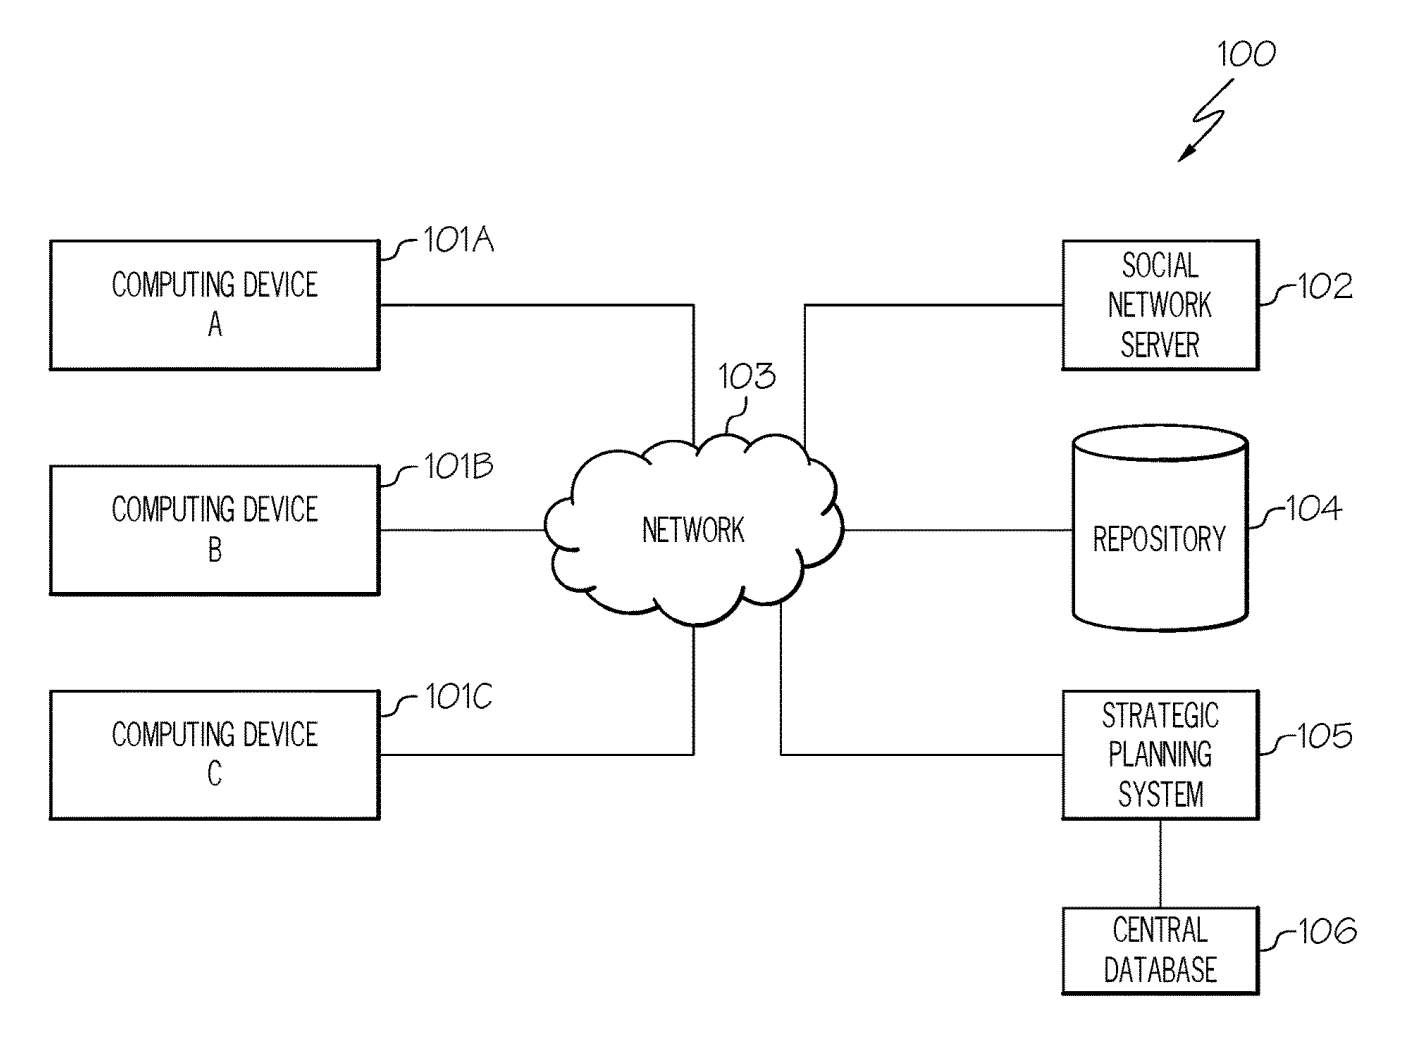 100
COMPUTING DEVICE
A
101A
SOCIAL
NETWORK
SERVER
102
103
COMPUTING DEVICE
B
101B
NETWORK
REPOSITORY
104
COMPUTING DEVICE
C
101C
STRATEGIC
PLANNING
SYSTEM
105
CENTRAL
DATABASE
106